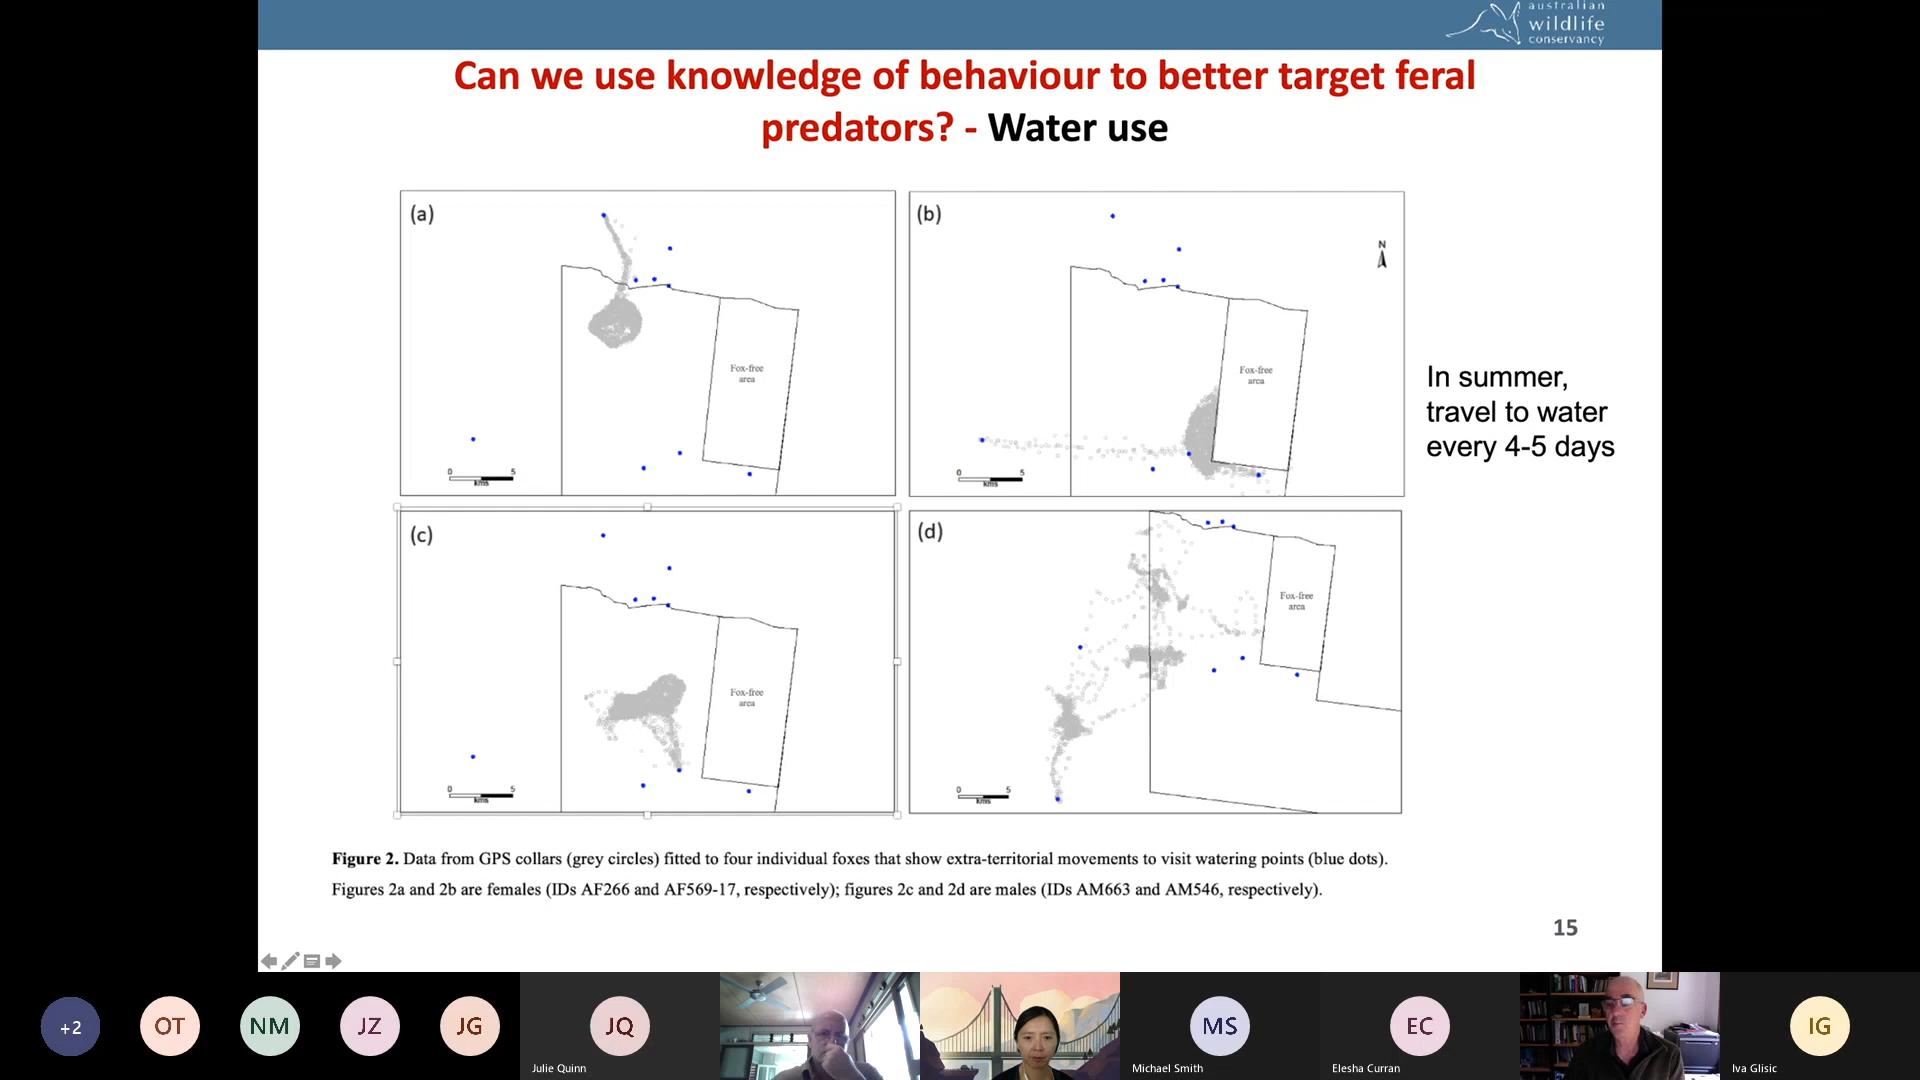 australian
wildlife
conservancy
Can we use knowledge of behaviour to better target feral
predators? - Water use
(a)
Fox-free
area
0 5
kms
(b)
N
Fox-free
area
0 5
kms
In summer,
travel to water
every 4-5 days
(c)
Fox-free
area
0 5
kms
(d)
Fox-free
area
0 5
kms
Figure 2. Data from GPS collars (grey circles) fitted to four individual foxes that show extra-territorial movements to visit watering points (blue dots).
Figures 2a and 2b are females (IDs AF266 and AF569-17, respectively); figures 2c and 2d are males (IDs AM663 and AM546, respectively).
15
+2
OT
NM
JZ
JG
JQ
Julie Quinn
MS
Michael Smith
EC
Elesha Curran
IG
Iva Glisic